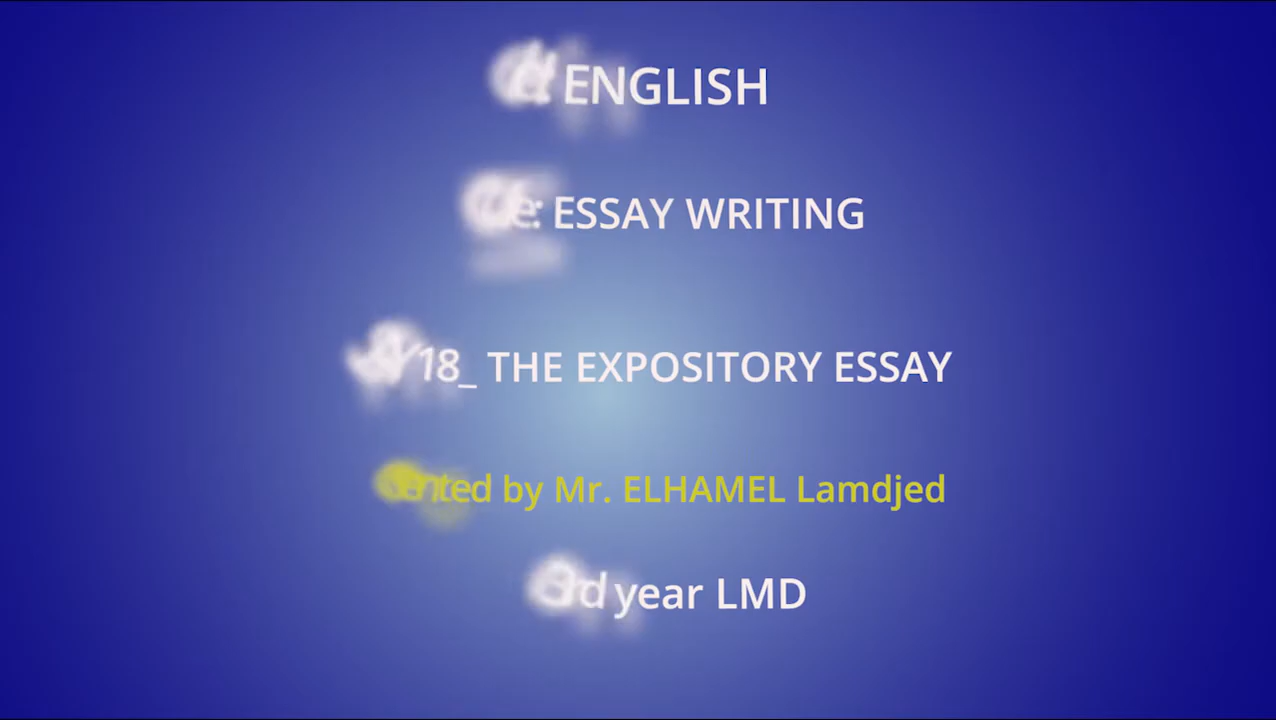 ENGLISH
ESSAY WRITING
18_ THE EXPOSITORY ESSAY
by Mr. ELHAMEL Lamdjed
year LMD